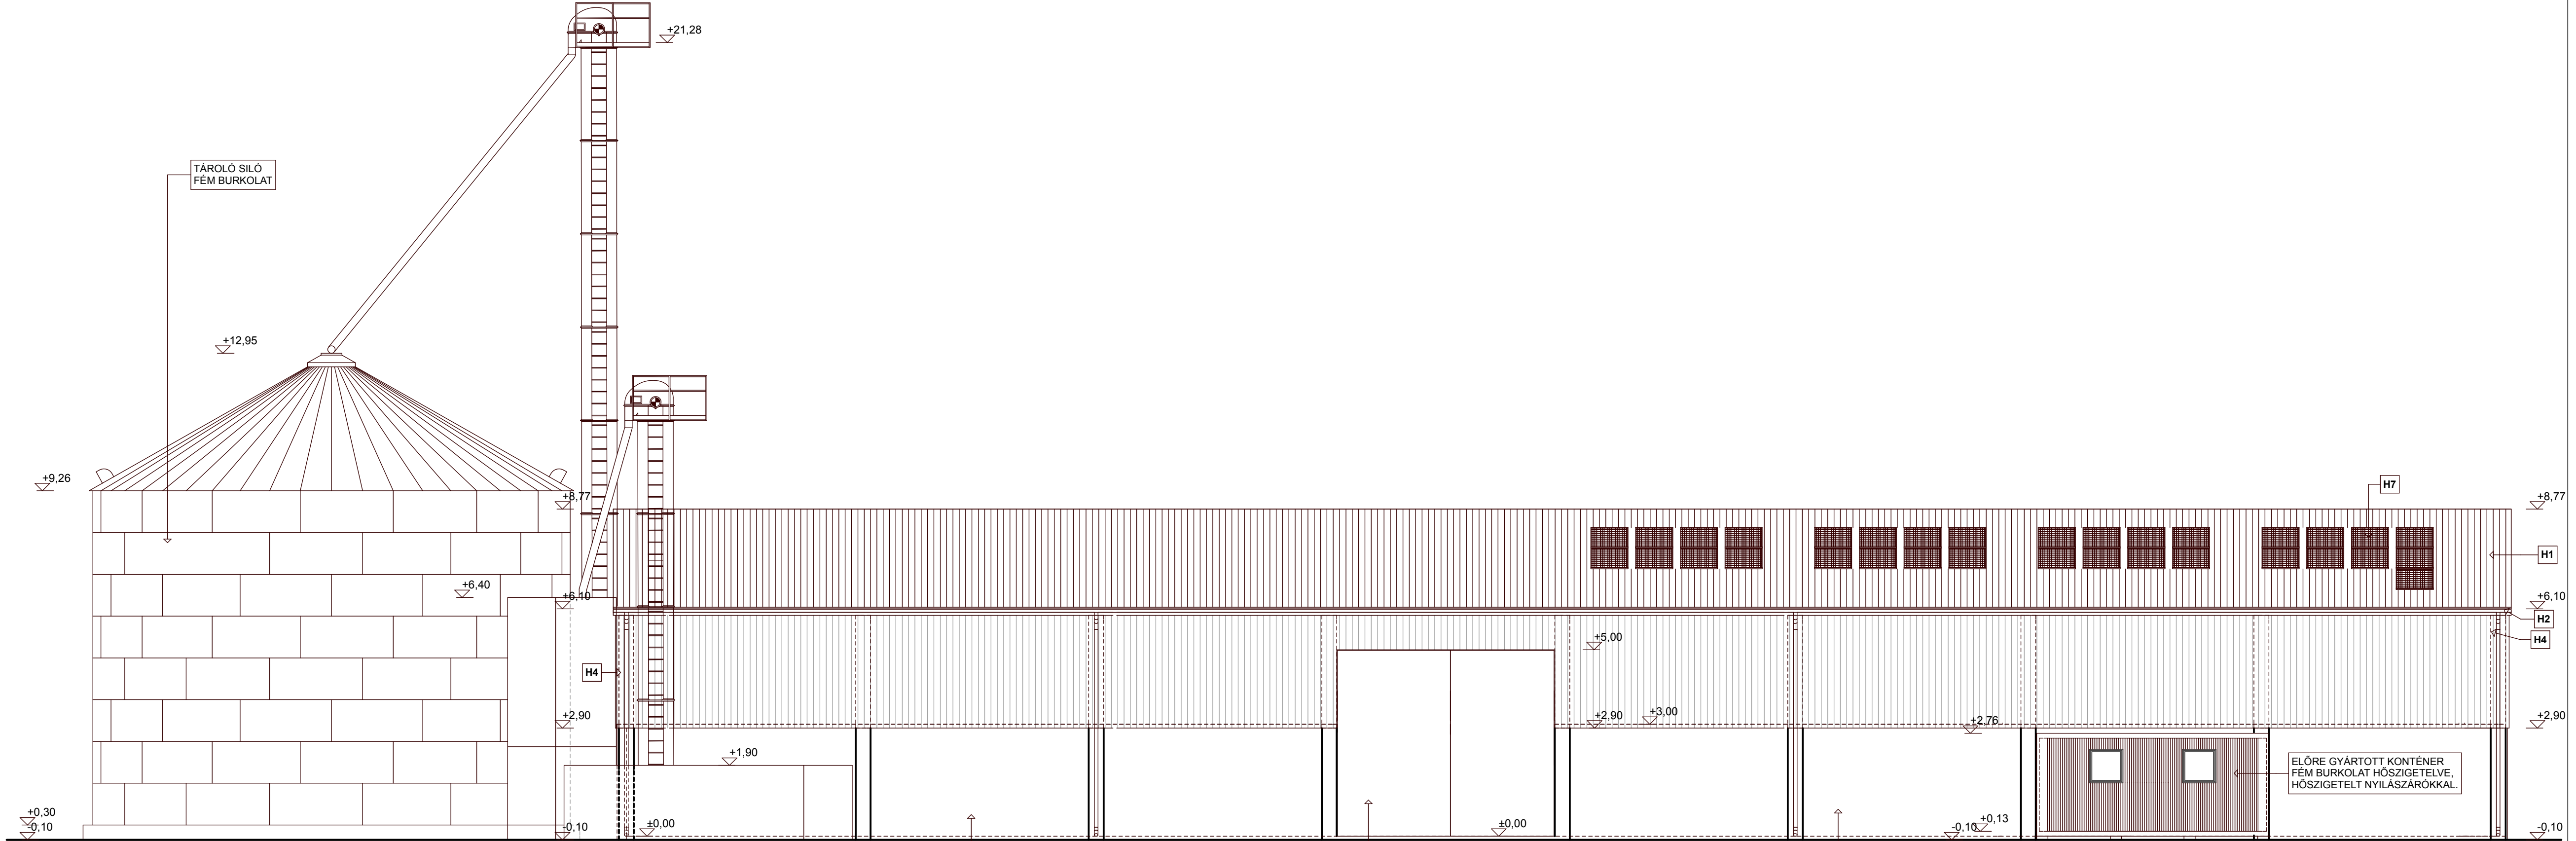 +21,28
TÁROLÓ SILÓ
FÉM BURKOLAT
+12,95
+9,26
+8,77
H7
+8,77
H1
+6,40
+6,10
+6,10
H2
+5,00
H4
H4
+2,90
+2,90
+3,00
+2,76
+2,90
+1,90
ELŐRE GYÁRTOTT KONTÉNER
FÉM BURKOLAT HŐSZIGETELVE,
HŐSZIGETELT NYILÁSZÁRÓKKAL.
+0,30
-0,10
-0,10
±0,00
±0,00
-0,10
+0,13
-0,10